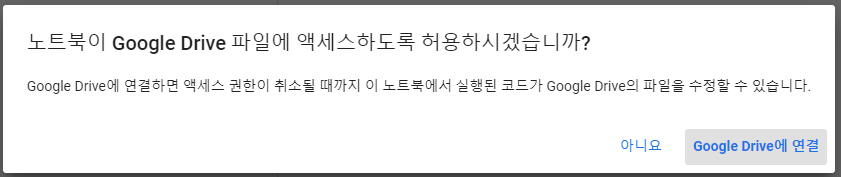 노트북이 Google Drive 파일에 액세스하도록 허용하시겠습니까?
Google Drive에 연결하면 액세스 권한이 취소될 때까지 이 노트북에서 실행된 코드가 Google Drive의 파일을 수정할 수 있습니다.
아니요
Google Drive에 연결